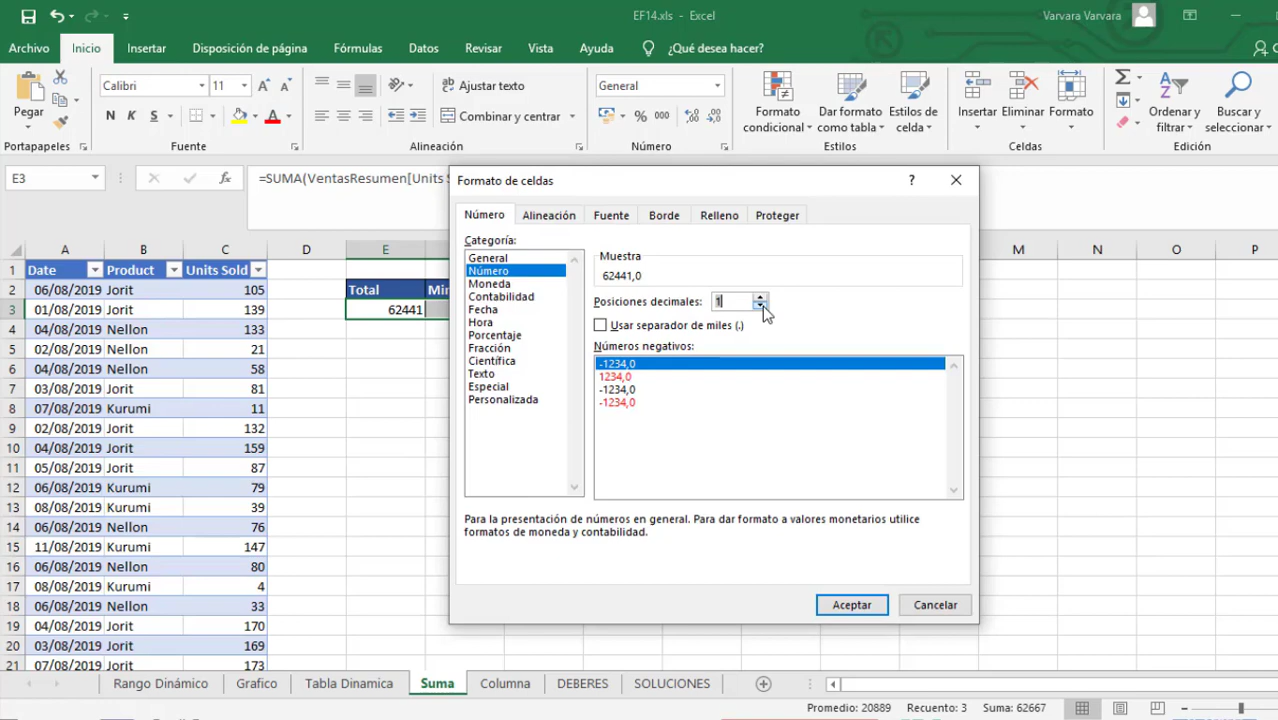 EF14.xls - Excel
Varvara Varvara
Archivo Inicio Insertar Disposición de página Fórmulas Datos Revisar Vista Ayuda ¿Qué desea hacer?
Pegar
Calibri 11
N K S
Ajustar texto
Combinar y centrar
General
% 000
Formato condicional
Dar formato como tabla
Estilos de celda
Insertar Eliminar Formato
Ordenar y filtrar
Buscar y seleccionar
Portapapeles Fuente Alineación Número Estilos Celdas Edición
E3 fx =SUMA(VentasResumen[Units S
A B C D E M N O P
1 Date Product Units Sold
2 06/08/2019 Jorit 105 Total Min
3 01/08/2019 Jorit 139 62441
4 04/08/2019 Nellon 133
5 02/08/2019 Nellon 21
6 04/08/2019 Nellon 58
7 03/08/2019 Jorit 81
8 07/08/2019 Kurumi 11
9 02/08/2019 Jorit 132
10 04/08/2019 Jorit 159
11 05/08/2019 Jorit 87
12 06/08/2019 Kurumi 79
13 08/08/2019 Kurumi 39
14 06/08/2019 Nellon 76
15 11/08/2019 Kurumi 147
16 06/08/2019 Nellon 80
17 08/08/2019 Kurumi 4
18 06/08/2019 Nellon 33
19 04/08/2019 Jorit 170
20 03/08/2019 Jorit 169
21 07/08/2019 Jorit 173
Formato de celdas ?
Número Alineación Fuente Borde Relleno Proteger
Categoría:
General
Número
Moneda
Contabilidad
Fecha
Hora
Porcentaje
Fracción
Científica
Texto
Especial
Personalizada
Muestra
62441,0
Posiciones decimales: 1
Usar separador de miles (.)
Números negativos:
-1234,0
1234,0
-1234,0
-1234,0
Para la presentación de números en general. Para dar formato a valores monetarios utilice
formatos de moneda y contabilidad.
Aceptar Cancelar
Rango Dinámico Grafico Tabla Dinamica Suma Columna DEBERES SOLUCIONES
Promedio: 20889 Recuento: 3 Suma: 62667